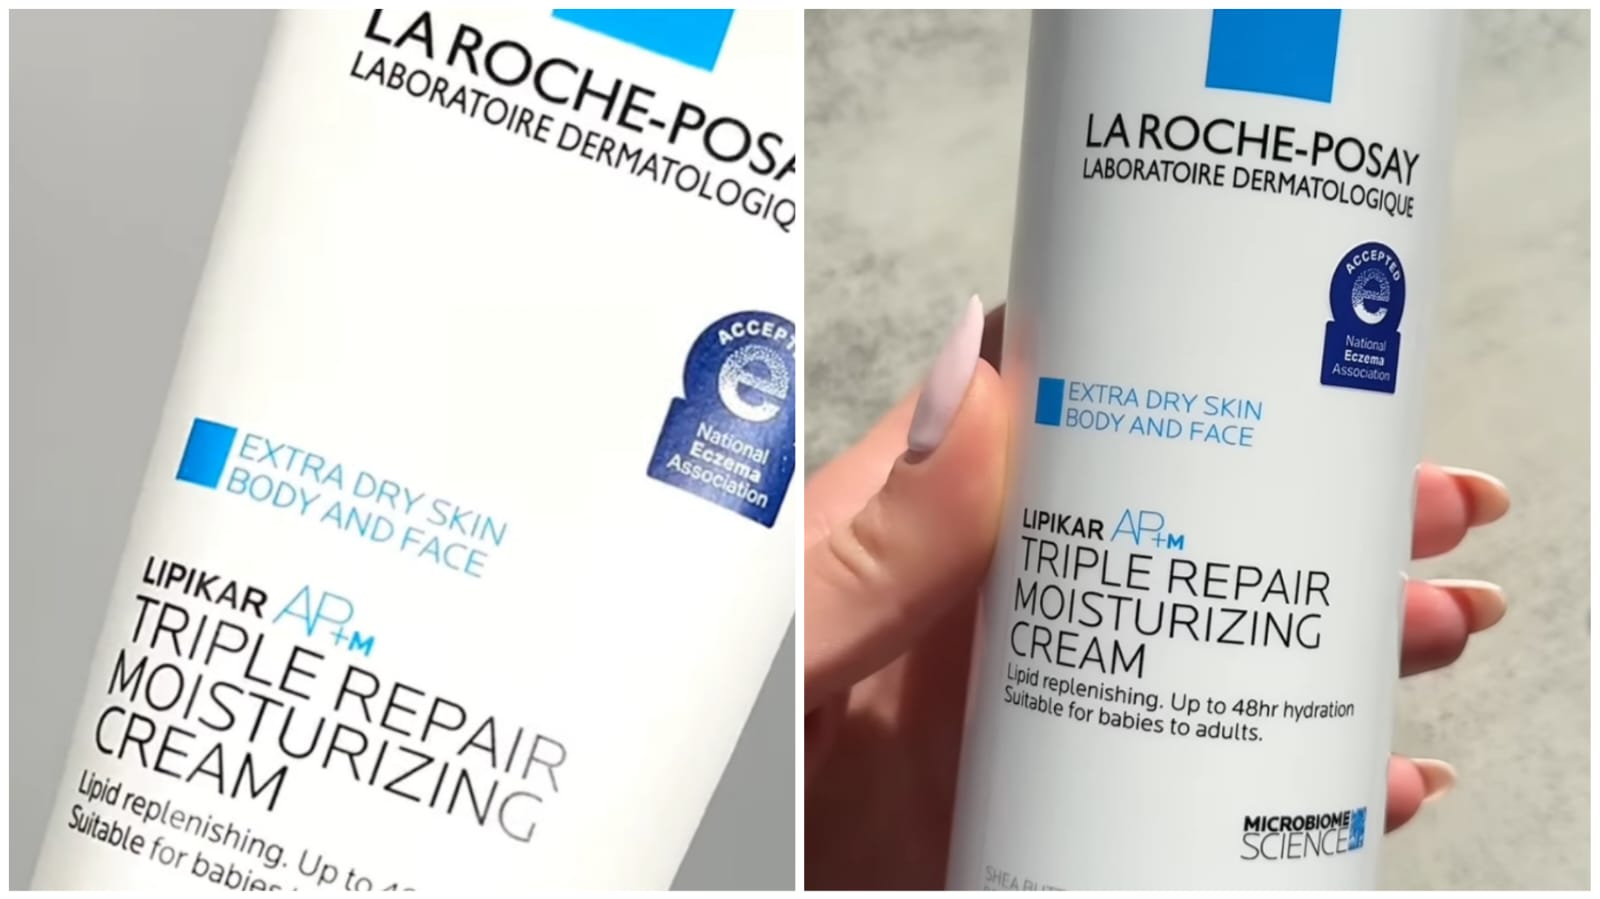 LA ROCHE-POSA
LABORATOIRE DERMATOLOGIQ
ACCEPT
e
National
Eczema
Association
EXTRA DRY SKIN
BODY AND FACE
LIPIKAR AP+M
TRIPLE REPAIR
MOISTURIZING
CREAM
Lipid replenishing. Up to 4
Suitable for babies
LA ROCHE-POSAY
LABORATOIRE DERMATOLOGIQUE
ACCEPTED
e
National
Eczema
Association
EXTRA DRY SKIN
BODY AND FACE
LIPIKAR AP+M
TRIPLE REPAIR
MOISTURIZING
CREAM
Lipid replenishing. Up to 48hr hydration
Suitable for babies to adults.
MICROBIOME
SCIENCE
SHEA